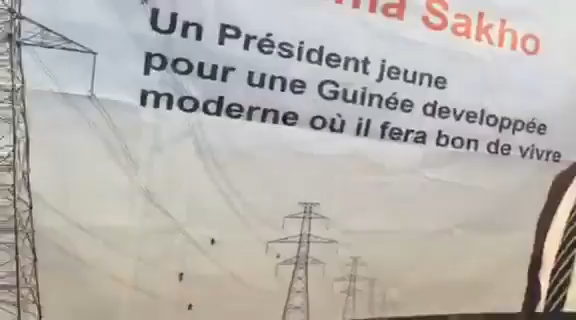 Sakho
Un Président jeune
pour une Guinée developpée
moderne où il fera bon de vivre